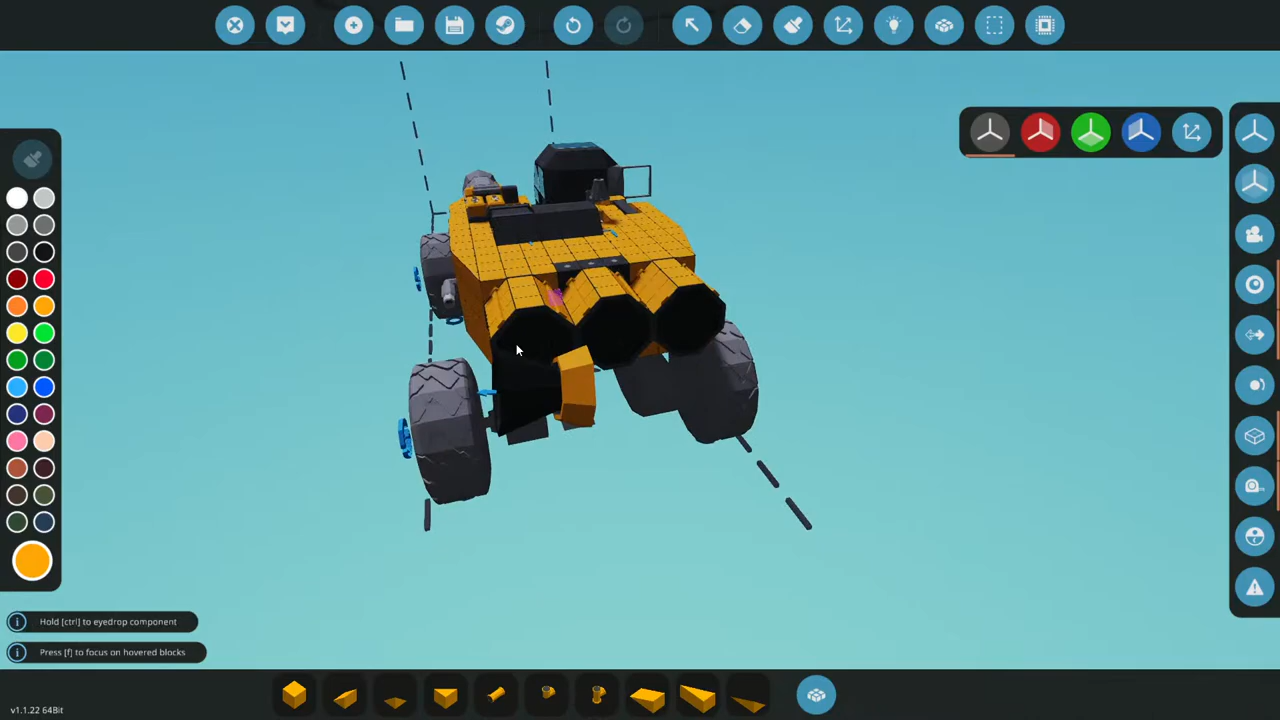 Hold [ctrl] to eyedrop component
Press [f] to focus on hovered blocks
v1.1.22 64Bit